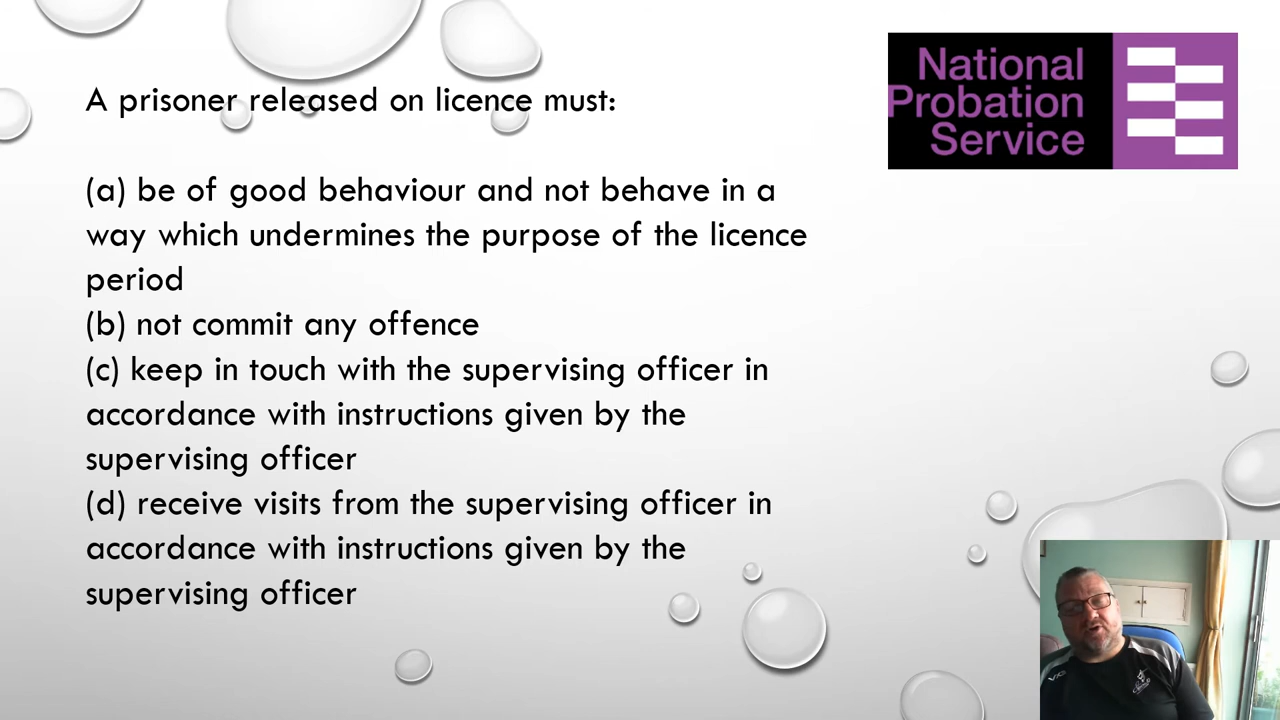 A prisoner released on licence must:
(a) be of good behaviour and not behave in a
way which undermines the purpose of the licence
period
(b) not commit any offence
(c) keep in touch with the supervising officer in
accordance with instructions given by the
supervising officer
(d) receive visits from the supervising officer in
accordance with instructions given by the
supervising officer
National
Probation
Service